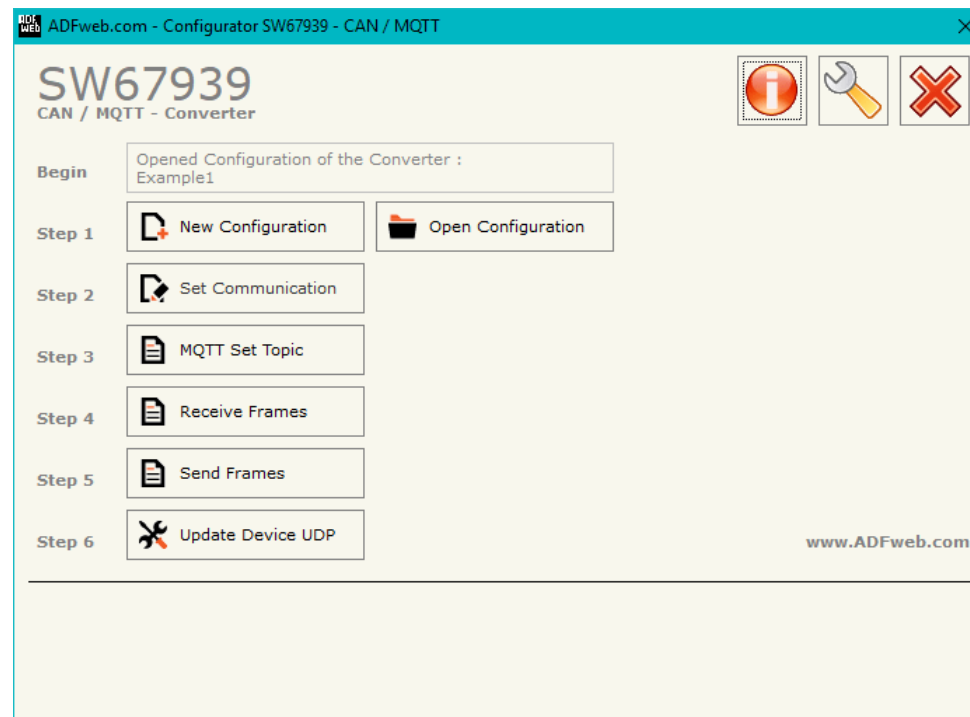 ADF
WEB
ADFweb.com - Configurator SW67939 - CAN / MQTT
SW67939
CAN / MQTT - Converter
Begin
Opened Configuration of the Converter :
Example1
Step 1
New Configuration
Open Configuration
Step 2
Set Communication
Step 3
MQTT Set Topic
Step 4
Receive Frames
Step 5
Send Frames
Step 6
Update Device UDP
www.ADFweb.com